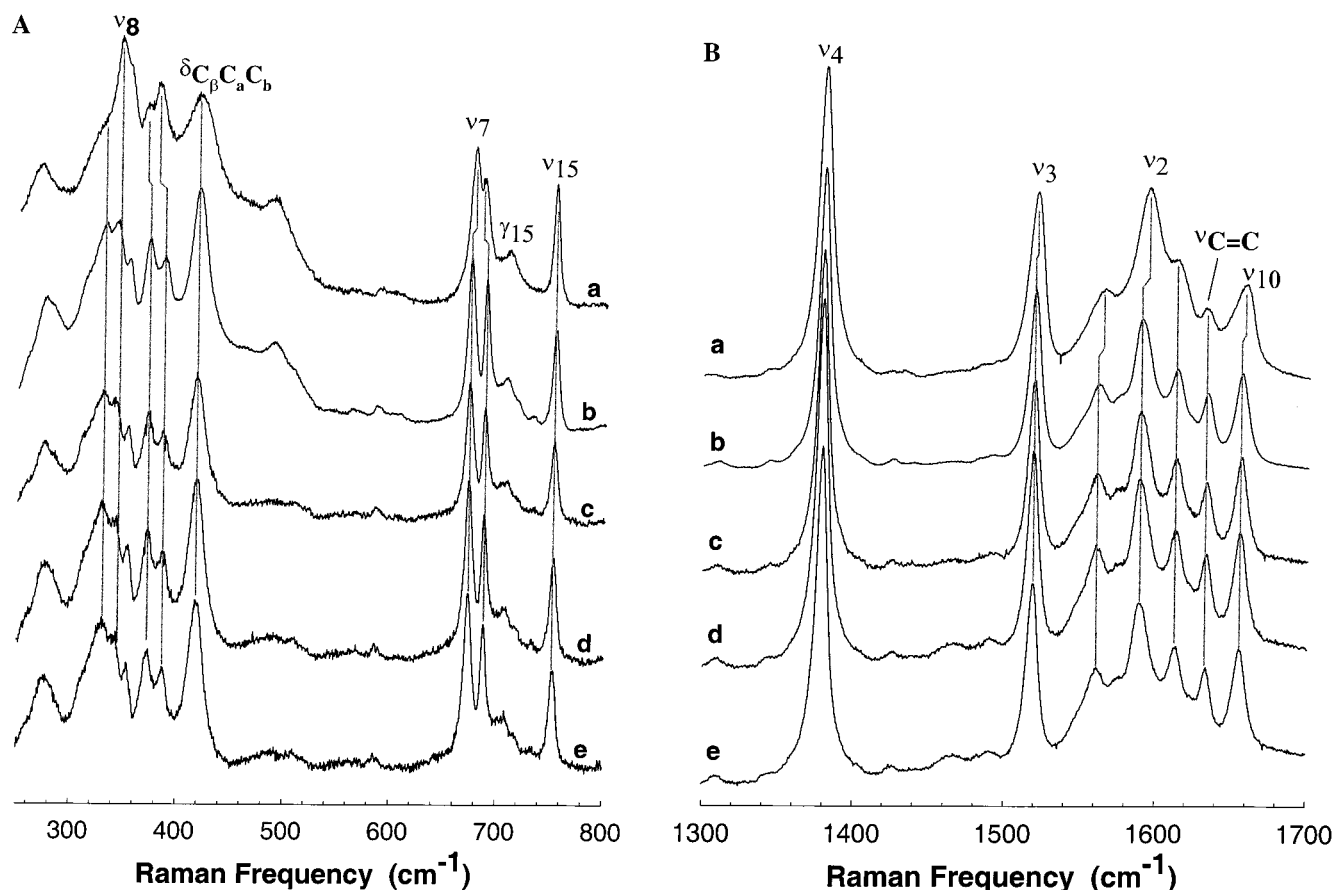 A
ν8
δCβCaCb
ν7
ν15
γ15
a
b
c
d
e
300 400 500 600 700 800
Raman Frequency (cm-1)
B
ν4
ν3
ν2
νC=C
ν10
a
b
c
d
e
1300 1400 1500 1600 1700
Raman Frequency (cm-1)